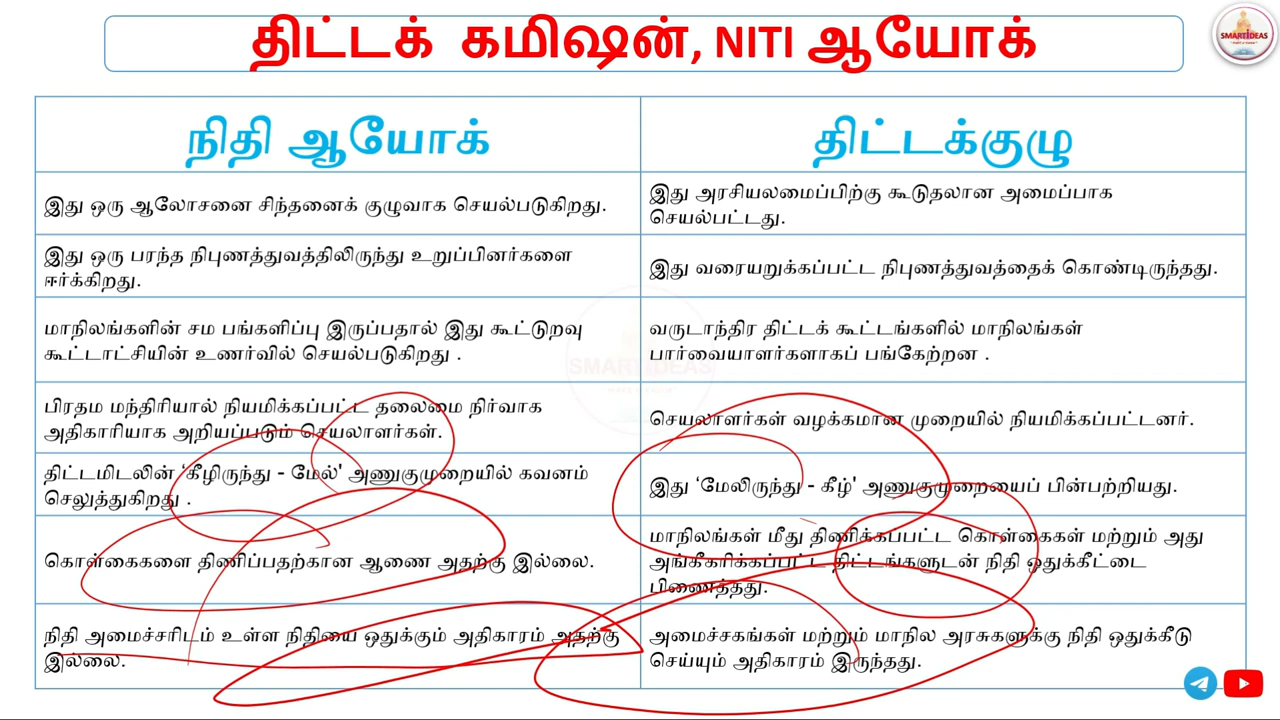 திட்டக் கமிஷன், NITI ஆயோக்
SMARTIDEAS
நிதி ஆயோக்
திட்டக்குழு
இது ஒரு ஆலோசனை சிந்தனைக் குழுவாக செயல்படுகிறது.
இது அரசியலமைப்பிற்கு கூடுதலான அமைப்பாக
செயல்பட்டது.
இது ஒரு பரந்த நிபுணத்துவத்திலிருந்து உறுப்பினர்களை
ஈர்க்கிறது.
இது வரையறுக்கப்பட்ட நிபுணத்துவத்தைக் கொண்டிருந்தது.
மாநிலங்களின் சம பங்களிப்பு இருப்பதால் இது கூட்டுறவு
கூட்டாட்சியின் உணர்வில் செயல்படுகிறது .
வருடாந்திர திட்டக் கூட்டங்களில் மாநிலங்கள்
பார்வையாளர்களாகப் பங்கேற்றன .
SMARTIDEAS
பிரதம மந்திரியால் நியமிக்கப்பட்ட தலைமை நிர்வாக
அதிகாரியாக அறியப்படும் செயலாளர்கள்.
செயலாளர்கள் வழக்கமான முறையில் நியமிக்கப்பட்டனர்.
திட்டமிடலின் ‘கீழிருந்து - மேல்' அணுகுமுறையில் கவனம்
செலுத்துகிறது .
இது ‘மேலிருந்து - கீழ்' அணுகுமுறையைப் பின்பற்றியது.
கொள்கைகளை திணிப்பதற்கான ஆணை அதற்கு இல்லை.
மாநிலங்கள் மீது திணிக்கப்பட்ட கொள்கைகள் மற்றும் அது
அங்கீகரிக்கப்பட்ட திட்டங்களுடன் நிதி ஒதுக்கீட்டை
பிணைத்தது.
நிதி அமைச்சரிடம் உள்ள நிதியை ஒதுக்கும் அதிகாரம் அதற்கு
இல்லை.
அமைச்சகங்கள் மற்றும் மாநில அரசுகளுக்கு நிதி ஒதுக்கீடு
செய்யும் அதிகாரம் இருந்தது.